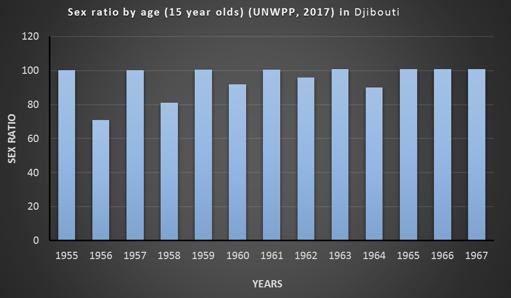 Sex ratio by age (15 year olds) (UNWPP, 2017) in Djibouti
120
100
80
60
40
20
0
SEX RATIO
1955 1956 1957 1958 1959 1960 1961 1962 1963 1964 1965 1966 1967
YEARS